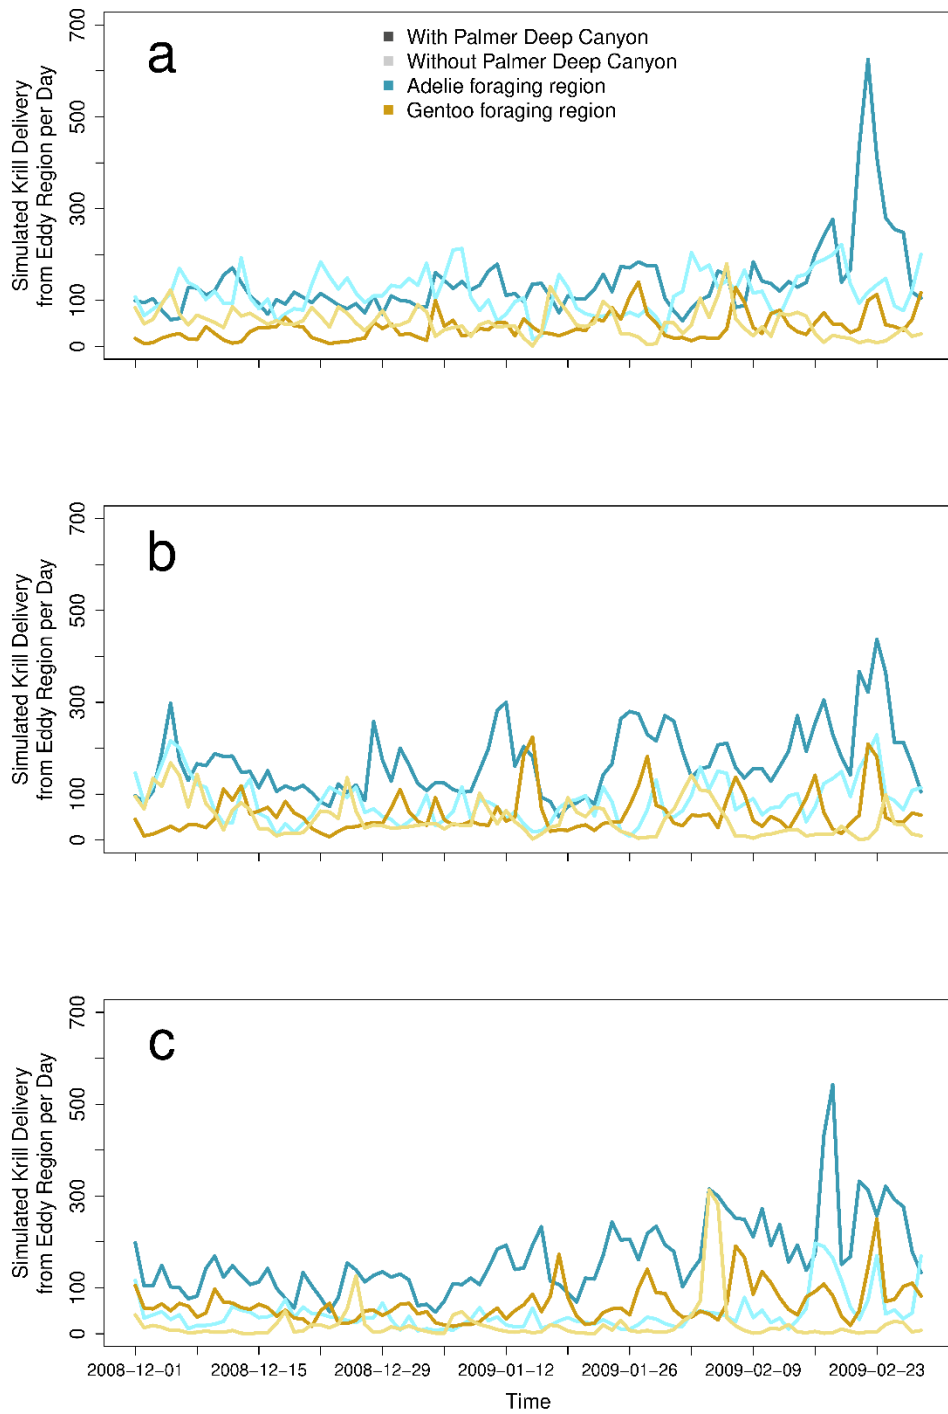 a
With Palmer Deep Canyon
Without Palmer Deep Canyon
Adelie foraging region
Gentoo foraging region
Simulated Krill Delivery
from Eddy Region per Day
700
500
300
100
0
b
Simulated Krill Delivery
from Eddy Region per Day
700
500
300
100
0
c
Simulated Krill Delivery
from Eddy Region per Day
700
500
300
100
0
2008−12−01 2008−12−15 2008−12−29 2009−01−12 2009−01−26 2009−02−09 2009−02−23
Time